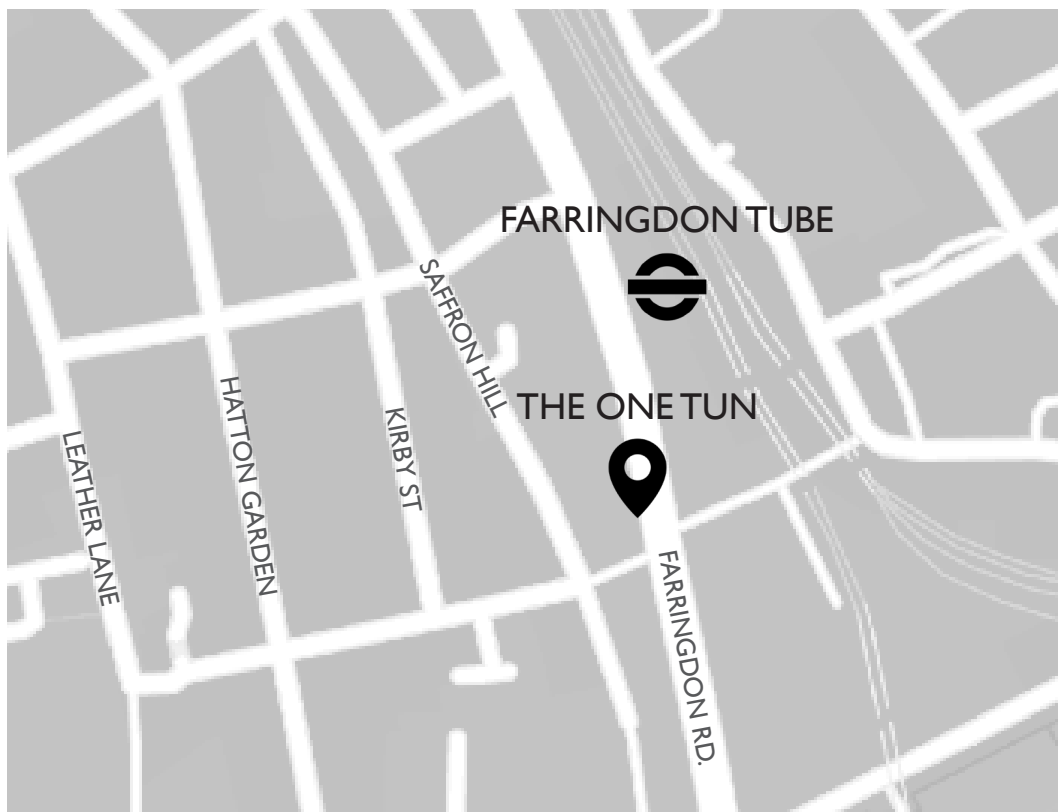 FARRINGDON TUBE
SAFFRON HILL
THE ONE TUN
HATTON GARDEN
KIRBY ST
LEATHER LANE
FARRINGDON RD.